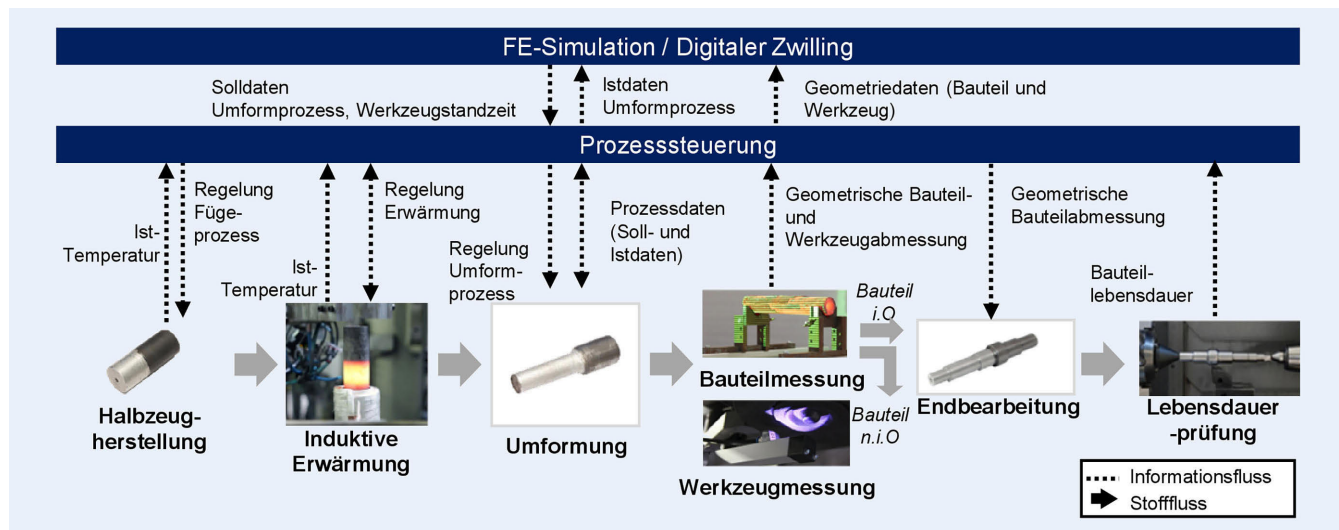 FE-Simulation / Digitaler Zwilling
Solldaten
Umformprozess, Werkzeugstandzeit
Istdaten
Umformprozess
Geometriedaten (Bauteil und
Werkzeug)
Prozesssteuerung
Ist-
Temperatur
Regelung
Füge-
prozess
Ist-
Temperatur
Regelung
Erwärmung
Regelung
Umform-
prozess
Prozessdaten
(Soll- und
Istdaten)
Geometrische Bauteil-
und
Werkzeugabmessung
Geometrische
Bauteilabmessung
Bauteil-
lebensdauer
Halbzeug-
herstellung
Induktive
Erwärmung
Umformung
Bauteilmessung
Werkzeugmessung
Bauteil
i.O
Bauteil
n.i.O
Endbearbeitung
Lebensdauer
-prüfung
Informationsfluss
Stofffluss